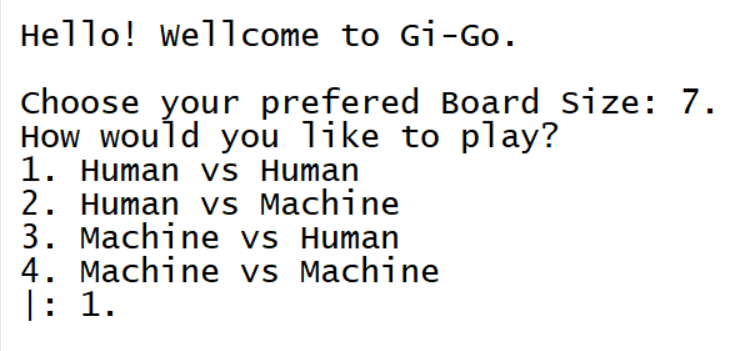 Hello! Wellcome to Gi-Go.
Choose your prefered Board Size: 7.
How would you like to play?
1. Human vs Human
2. Human vs Machine
3. Machine vs Human
4. Machine vs Machine
|: 1.